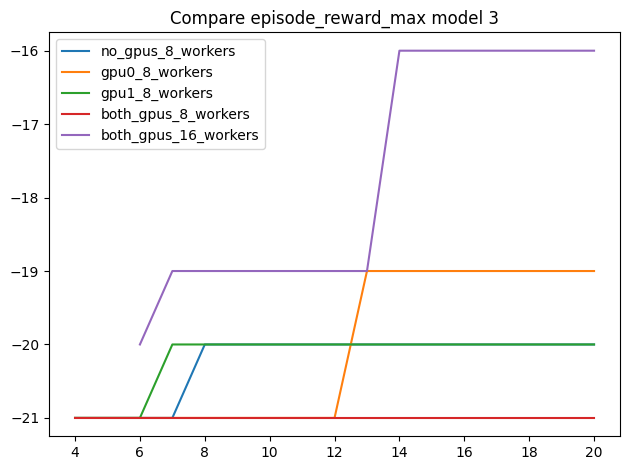 Compare episode_reward_max model 3
no_gpus_8_workers
gpu0_8_workers
gpu1_8_workers
both_gpus_8_workers
both_gpus_16_workers
−16
−17
−18
−19
−20
−21
4 6 8 10 12 14 16 18 20